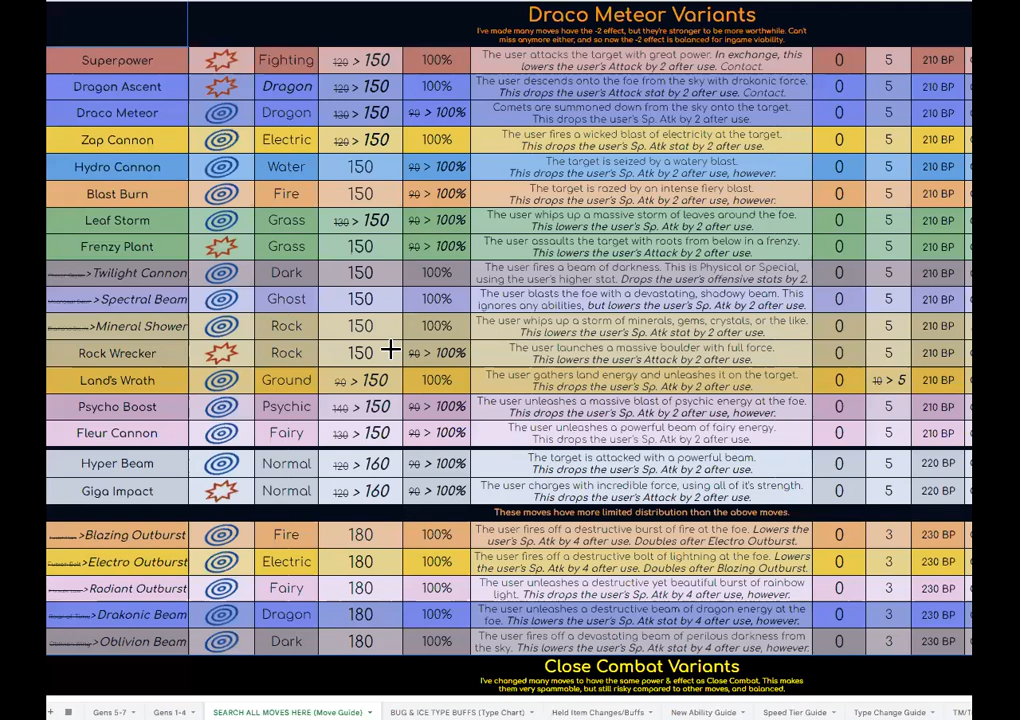 Draco Meteor Variants
I've made many moves have the -2 effect, but they're stronger to be more worthwhile. Can't
miss anymore either, and so now the -2 effect is balanced for ingame viability.
Superpower Fighting 120 > 150 100% The user attacks the target with great power. In exchange, this 0 5 210 BP
lowers the user's Attack by 2 after use. Contact.
Dragon Ascent Dragon 120 > 150 100% The user descends onto the foe from the sky with drakonic force. 0 5 210 BP
This drops the user's Attack stat by 2 after use. Contact.
Draco Meteor Dragon 130 > 150 90 > 100% Comets are summoned down from the sky onto the target. 0 5 210 BP
This drops the user's Sp. Atk by 2 after use.
Zap Cannon Electric 120 > 150 100% The user fires a wicked blast of electricity at the target. 0 5 210 BP
This drops the user's Sp. Atk stat by 2 after use.
Hydro Cannon Water 150 90 > 100% The target is seized by a watery blast. 0 5 210 BP
This drops the user's Sp. Atk by 2 after use, however.
Blast Burn Fire 150 90 > 100% The target is razed by an intense fiery blast. 0 5 210 BP
This drops the user's Sp. Atk by 2 after use, however.
Leaf Storm Grass 130 > 150 90 > 100% The user whips up a massive storm of leaves around the foe. 0 5 210 BP
This lowers the user's Sp. Atk by 2 after use.
Frenzy Plant Grass 150 90 > 100% The user assaults the target with roots from below in a frenzy. 0 5 210 BP
This lowers the user's Attack by 2 after use.
>Twilight Cannon Dark 150 100% The user fires a beam of darkness. This is Physical or Special, 0 5 210 BP
using the user's higher stat. Drops the user's offensive stats by 2.
>Spectral Beam Ghost 150 100% The user blasts the foe with a devastating, shadowy beam. This 0 5 210 BP
ignores any abilities, but lowers the user's Sp. Atk by 2 after use.
>Mineral Shower Rock 150 100% The user whips up a storm of minerals, gems, crystals, or the like. 0 5 210 BP
This lowers the user's Sp. Atk stat by 2 after use.
Rock Wrecker Rock 150 90 > 100% The user launches a massive boulder with full force. 0 5 210 BP
This lowers the user's Attack by 2 after use.
Land's Wrath Ground 90 > 150 100% The user gathers land energy and unleashes it on the target. 0 10 > 5 210 BP
This drops the user's Sp. Atk by 2 after use.
Psycho Boost Psychic 140 > 150 90 > 100% The user unleashes a massive blast of psychic energy at the foe. 0 5 210 BP
This drops the user's Sp. Atk by 2 after use, however.
Fleur Cannon Fairy 130 > 150 90 > 100% The user unleashes a powerful beam of fairy energy. 0 5 210 BP
This drops the user's Sp. Atk by 2 after use.
Hyper Beam Normal 120 > 160 90 > 100% The target is attacked with a powerful beam. 0 5 220 BP
This drops the user's Sp. Atk by 2 after use.
Giga Impact Normal 120 > 160 90 > 100% The user charges with incredible force, using all of it's strength. 0 5 220 BP
This drops the user's Attack by 2 after use.
These moves have more limited distribution than the above moves.
>Blazing Outburst Fire 180 100% The user fires off a destructive burst of fire at the foe. Lowers the 0 3 230 BP
user's Sp. Atk by 4 after use. Doubles after Electro Outburst.
>Electro Outburst Electric 180 100% The user fires off a destructive bolt of lightning at the foe. Lowers 0 3 230 BP
the user's Sp. Atk by 4 after use. Doubles after Blazing Outburst.
>Radiant Outburst Fairy 180 100% The user unleashes a destructive yet beautiful burst of rainbow 0 3 230 BP
light. This drops the user's Sp. Atk by 4 after use, however.
>Drakonic Beam Dragon 180 100% The user unleashes a destructive beam of dragon energy at the 0 3 230 BP
foe. This lowers the user's Sp. Atk stat by 4 after use, however.
>Oblivion Beam Dark 180 100% The user fires off a devastating beam of perilous darkness from 0 3 230 BP
the sky. This lowers the user's Sp. Atk stat by 4 after use, however.
Close Combat Variants
I've changed many moves to have the same power & effect as Close Combat. This makes
them very spammable, but still risky compared to other moves, and balanced.
+ Gens 5-7 Gens 1-4 SEARCH ALL MOVES HERE (Move Guide) BUG & ICE TYPE BUFFS (Type Chart) Held Item Changes/Buffs New Ability Guide Speed Tier Guide Type Change Guide TM/T